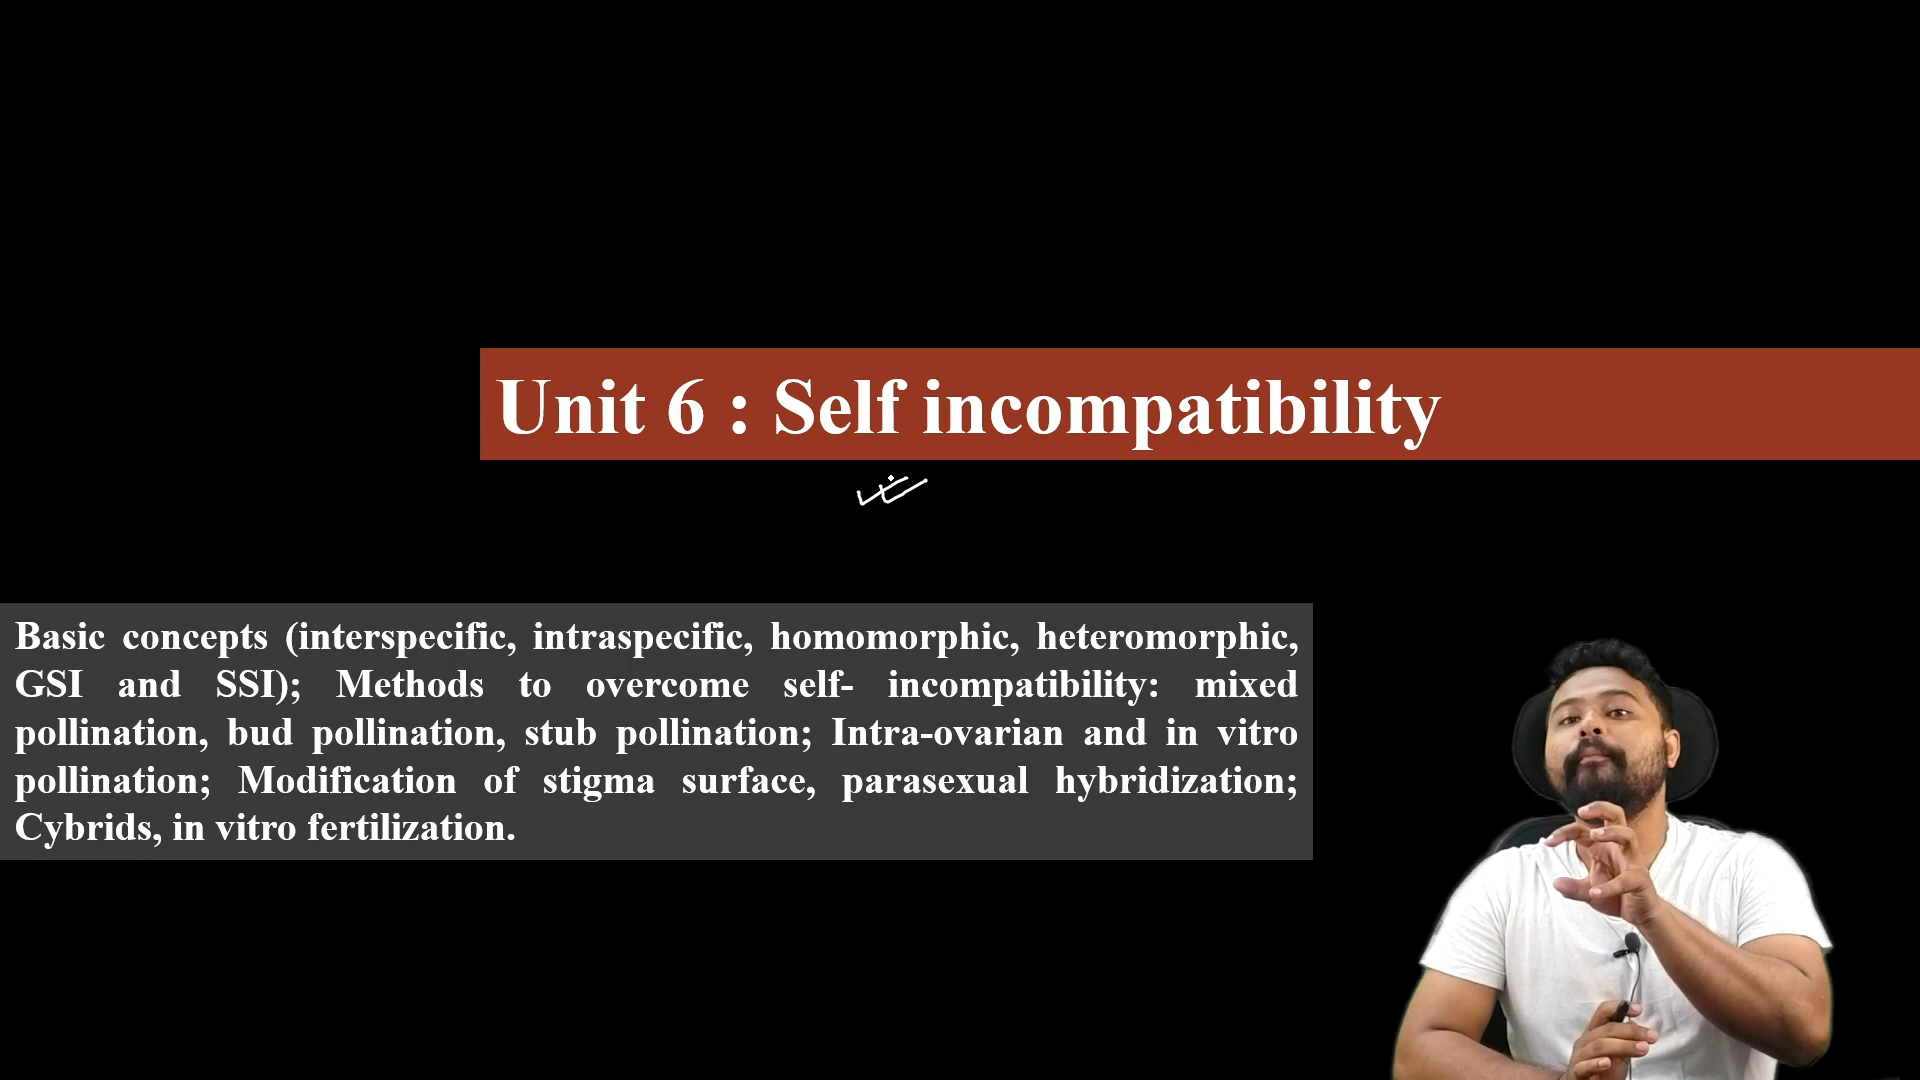 Unit 6 : Self incompatibility
Basic concepts (interspecific, intraspecific, homomorphic, heteromorphic,
GSI and SSI); Methods to overcome self- incompatibility: mixed
pollination, bud pollination, stub pollination; Intra-ovarian and in vitro
pollination; Modification of stigma surface, parasexual hybridization;
Cybrids, in vitro fertilization.